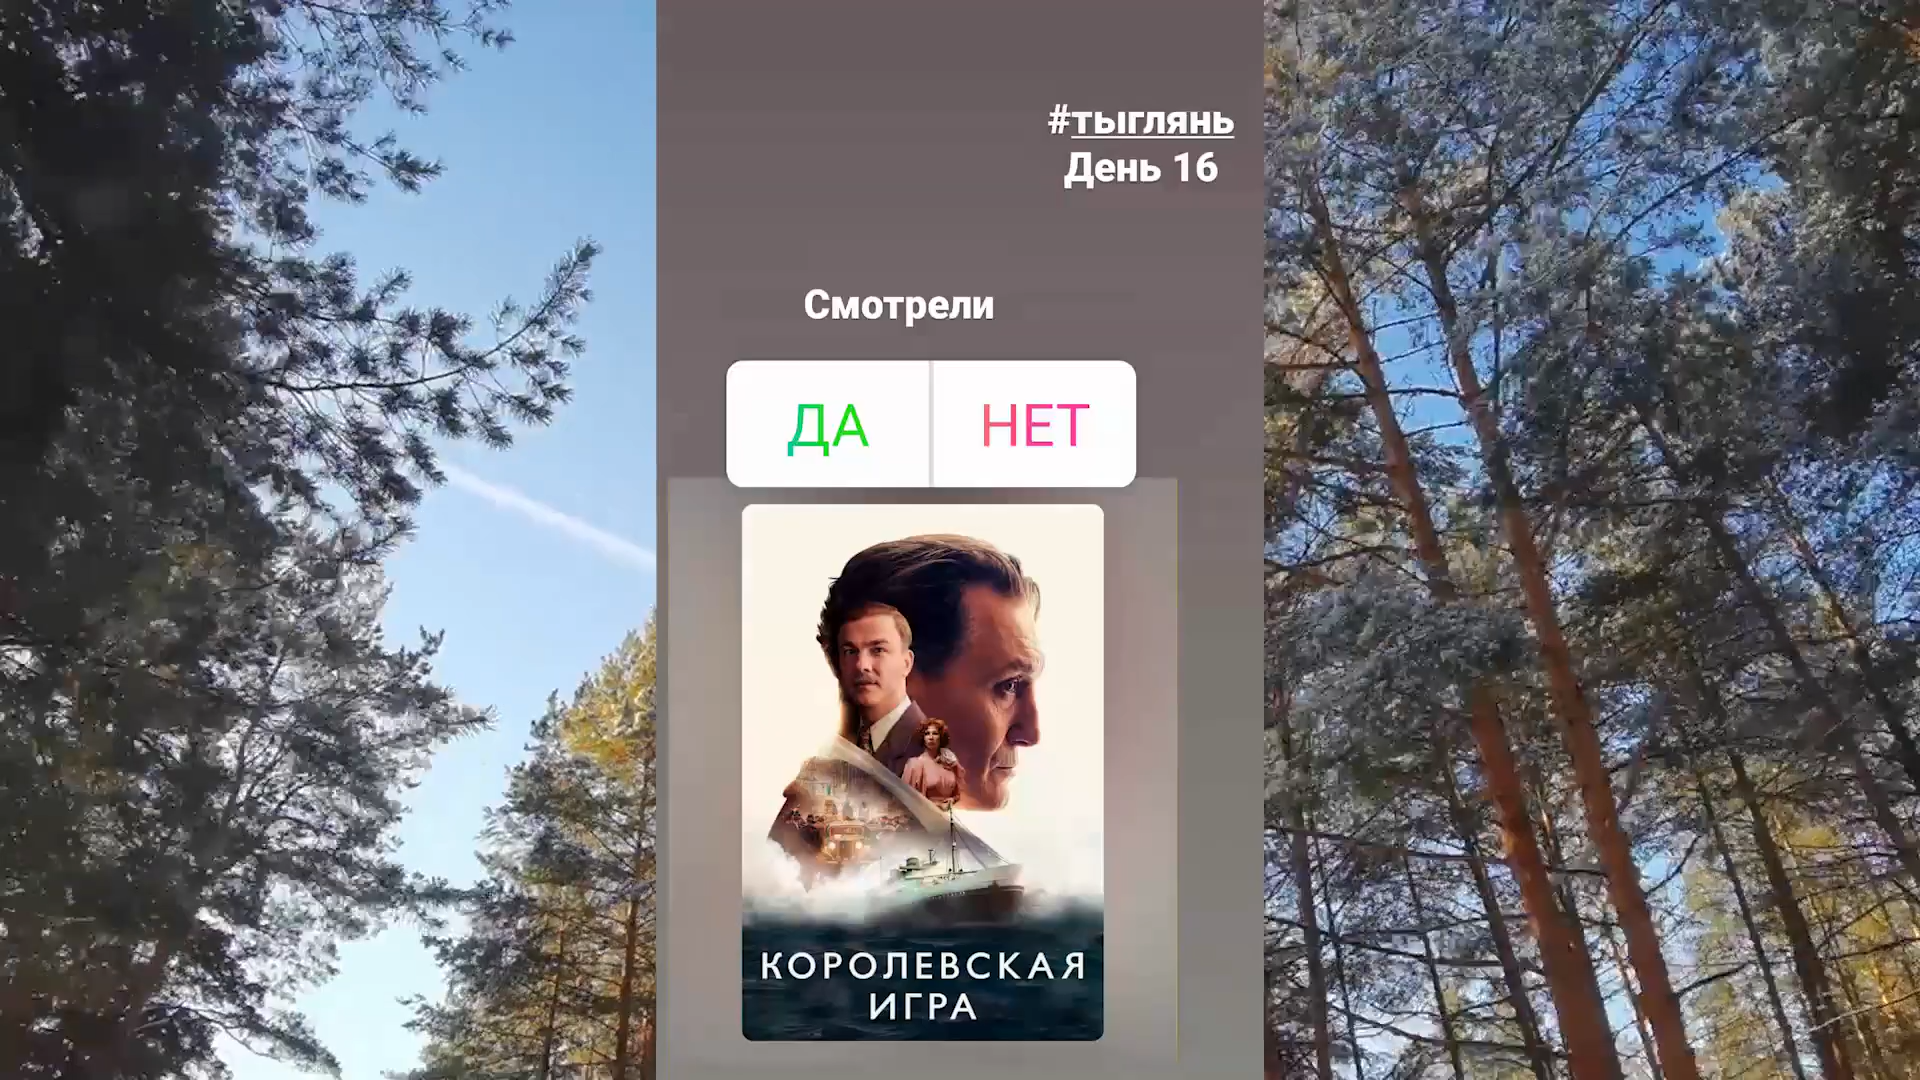 #тыглянь
День 16
Смотрели
ДА
НЕТ
КОРОЛЕВСКАЯ
ИГРА